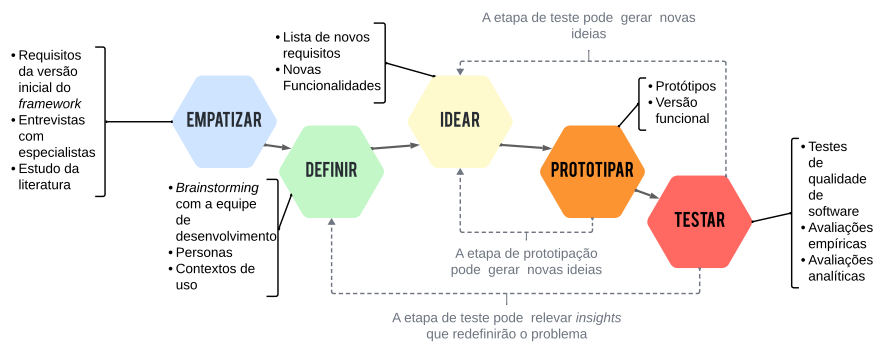 A etapa de teste pode gerar novas
ideias
• Lista de novos
requisitos
• Novas
Funcionalidades
• Requisitos
da versão
inicial do
framework
• Entrevistas
com
especialistas
• Estudo da
literatura
EMPATIZAR
IDEAR
• Protótipos
• Versão
funcional
DEFINIR
PROTOTIPAR
TESTAR
• Testes
de
qualidade
de
software
• Avaliações
empíricas
• Avaliações
analíticas
• Brainstorming
com a equipe
de
desenvolvimento
• Personas
• Contextos de
uso
A etapa de prototipação
pode gerar novas ideias
A etapa de teste pode relevar insights
que redefinirão o problema